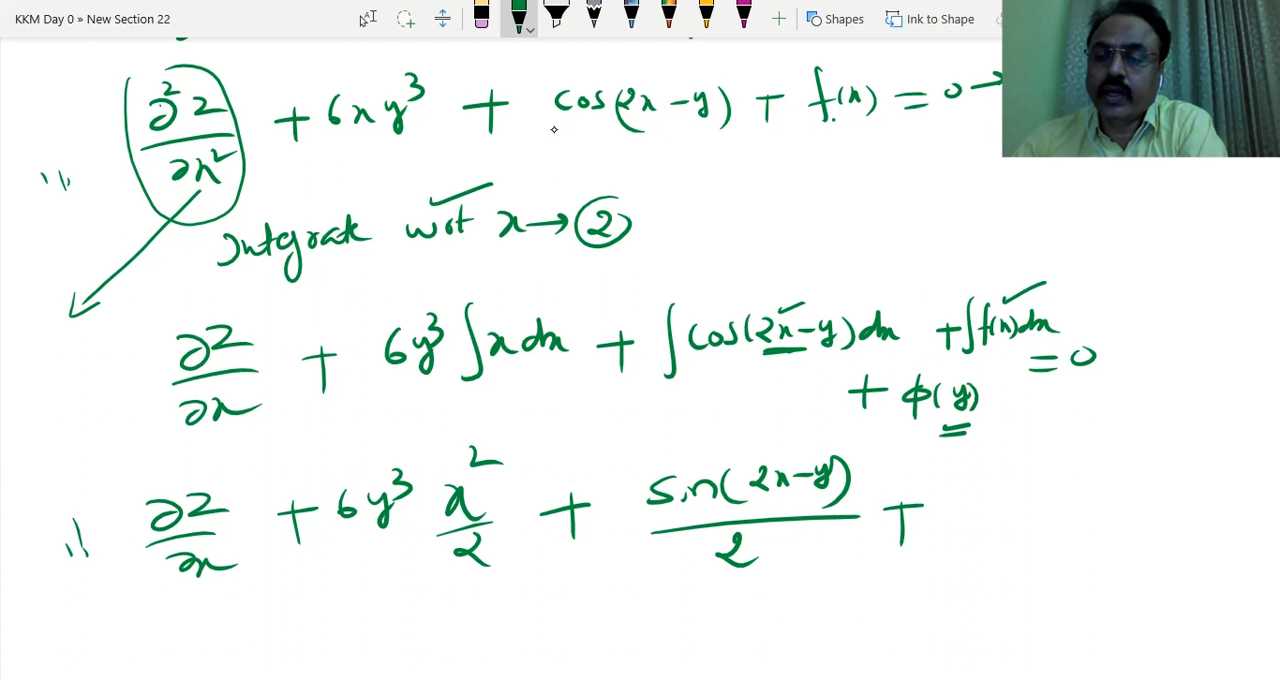 KKM Day 0 » New Section 22
Shapes
Ink to Shape
∂²z/∂x² + 6xy³ + cos(2x-y) + f(x) = 0 →
Integrate wrt x → ②
∂z/∂x + 6y³ ∫x dx + ∫cos(2x-y)dx + ∫f(x)dx
+ φ(y) = 0
∂z/∂x + 6y³ x²/2 + sin(2x-y)/2 +